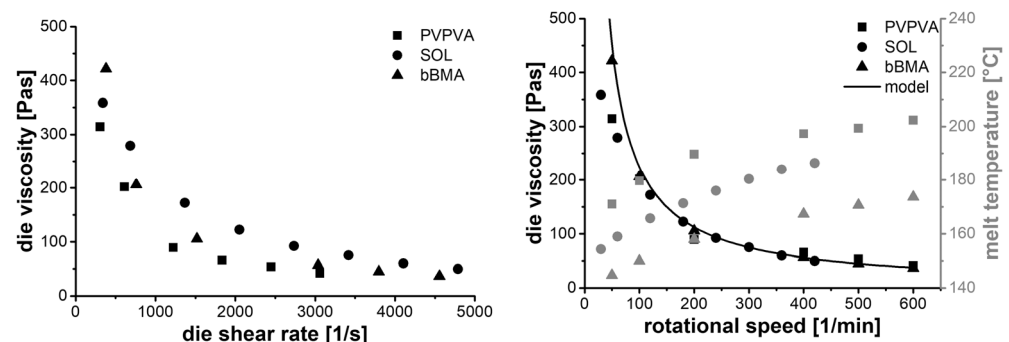 500
400
300
200
100
0
die viscosity [Pas]
PVPVA
SOL
bBMA
0 1000 2000 3000 4000 5000
die shear rate [1/s]
500
400
300
200
100
0
die viscosity [Pas]
PVPVA
SOL
bBMA
model
240
220
200
180
160
140
melt temperature [°C]
0 100 200 300 400 500 600
rotational speed [1/min]